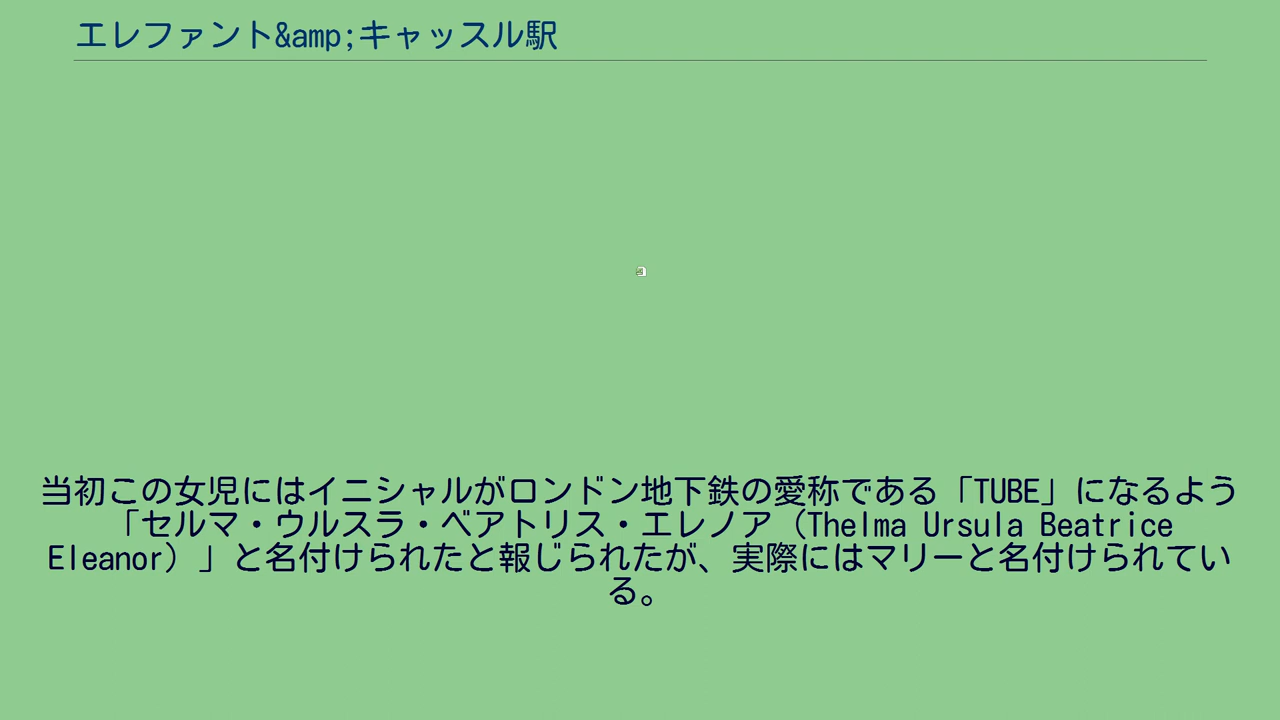 エレファント&amp;キャッスル駅
当初この女児にはイニシャルがロンドン地下鉄の愛称である「TUBE」になるよう
「セルマ・ウルスラ・ベアトリス・エレノア（Thelma Ursula Beatrice
Eleanor）」と名付けられたと報じられたが、実際にはマリーと名付けられてい
る。